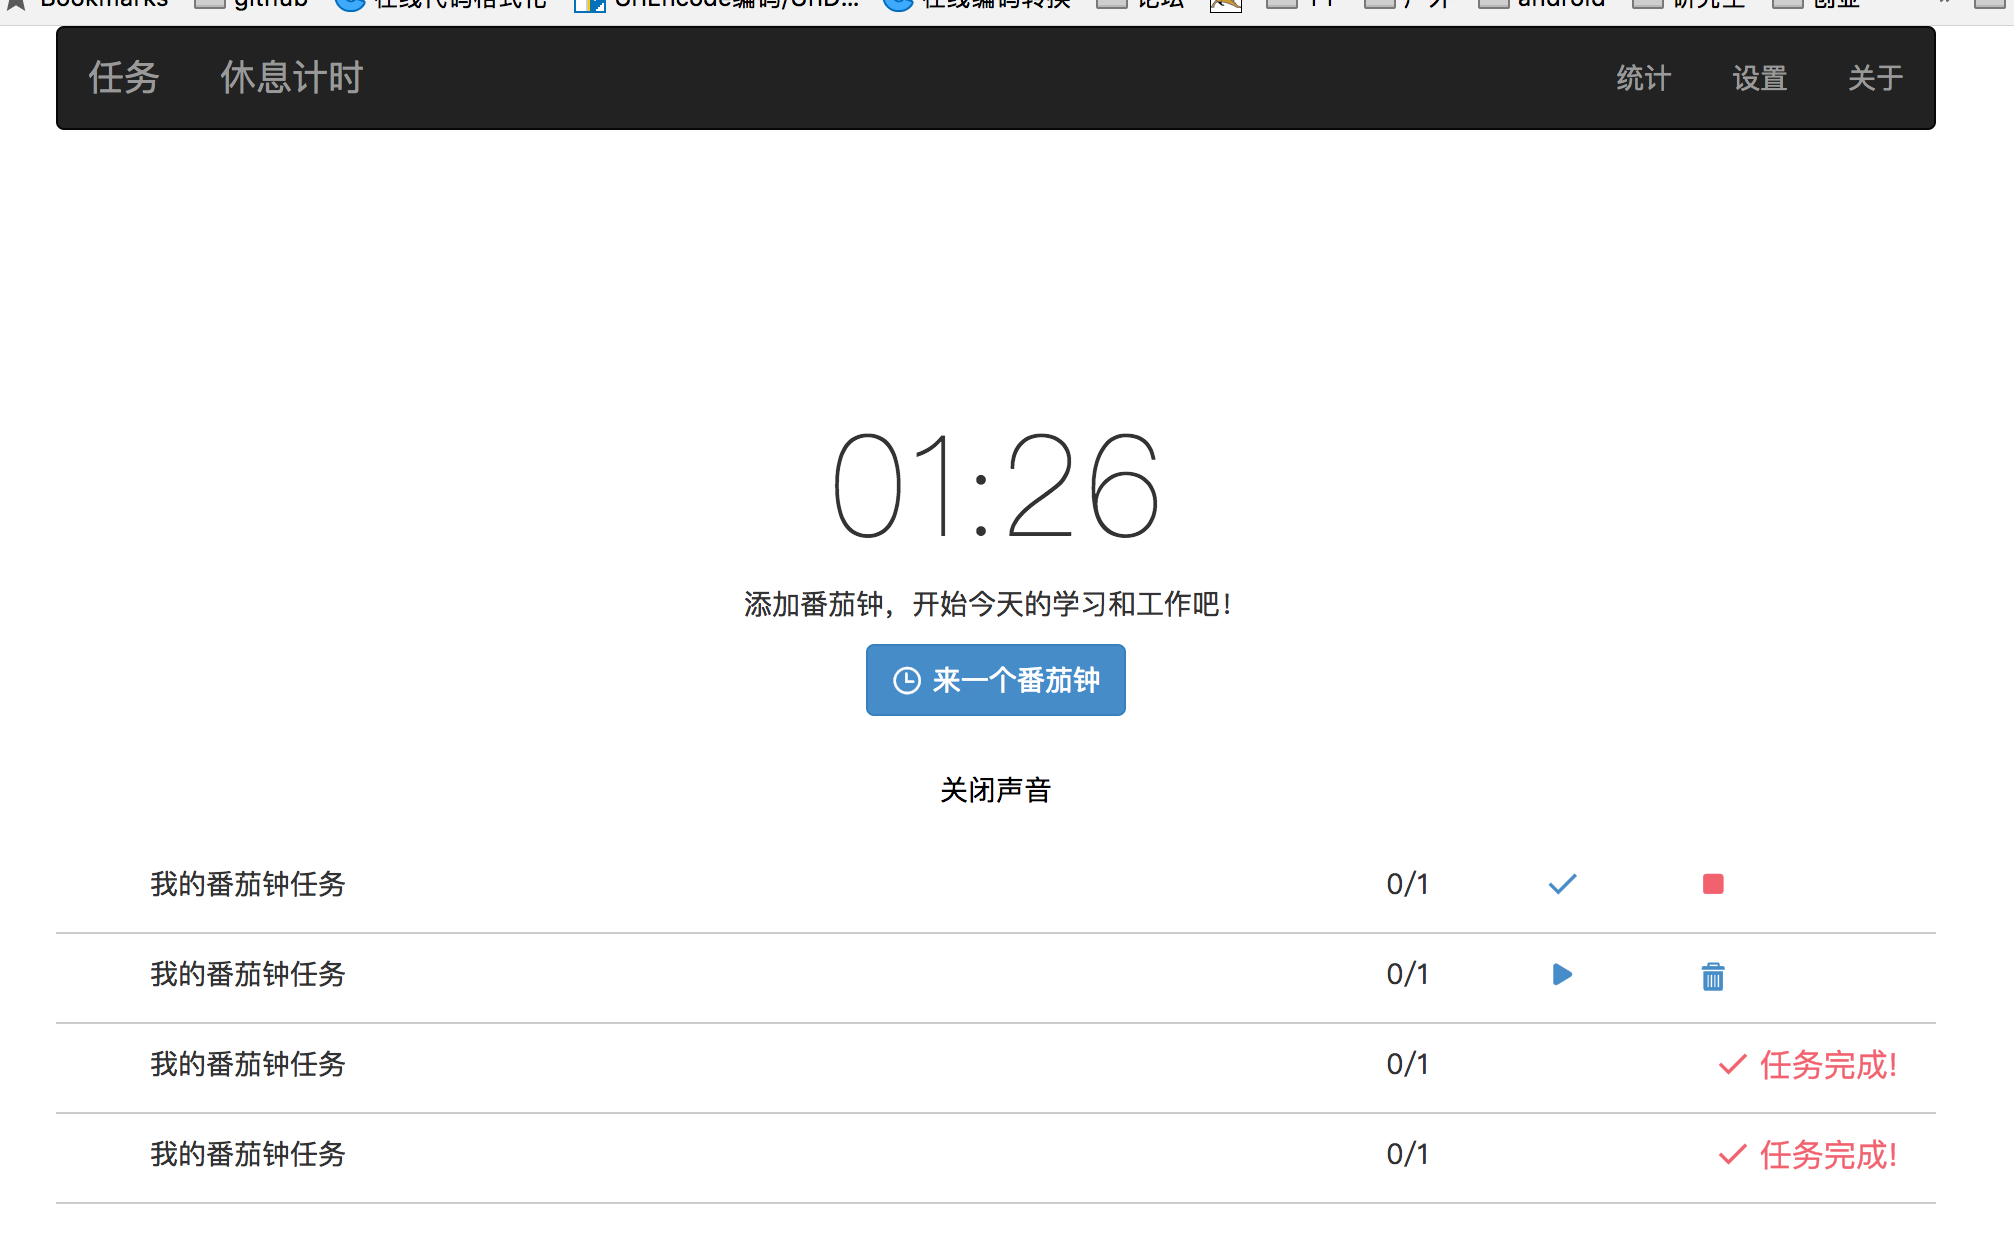 Bookmarks github 在线代码格式化 UrlEncode编码/UrlD... 在线编码转换 论坛 android 研究生 创业 »
任务 休息计时 统计 设置 关于
01:26
添加番茄钟，开始今天的学习和工作吧！
来一个番茄钟
关闭声音
我的番茄钟任务 0/1
我的番茄钟任务 0/1
我的番茄钟任务 0/1 任务完成!
我的番茄钟任务 0/1 任务完成!